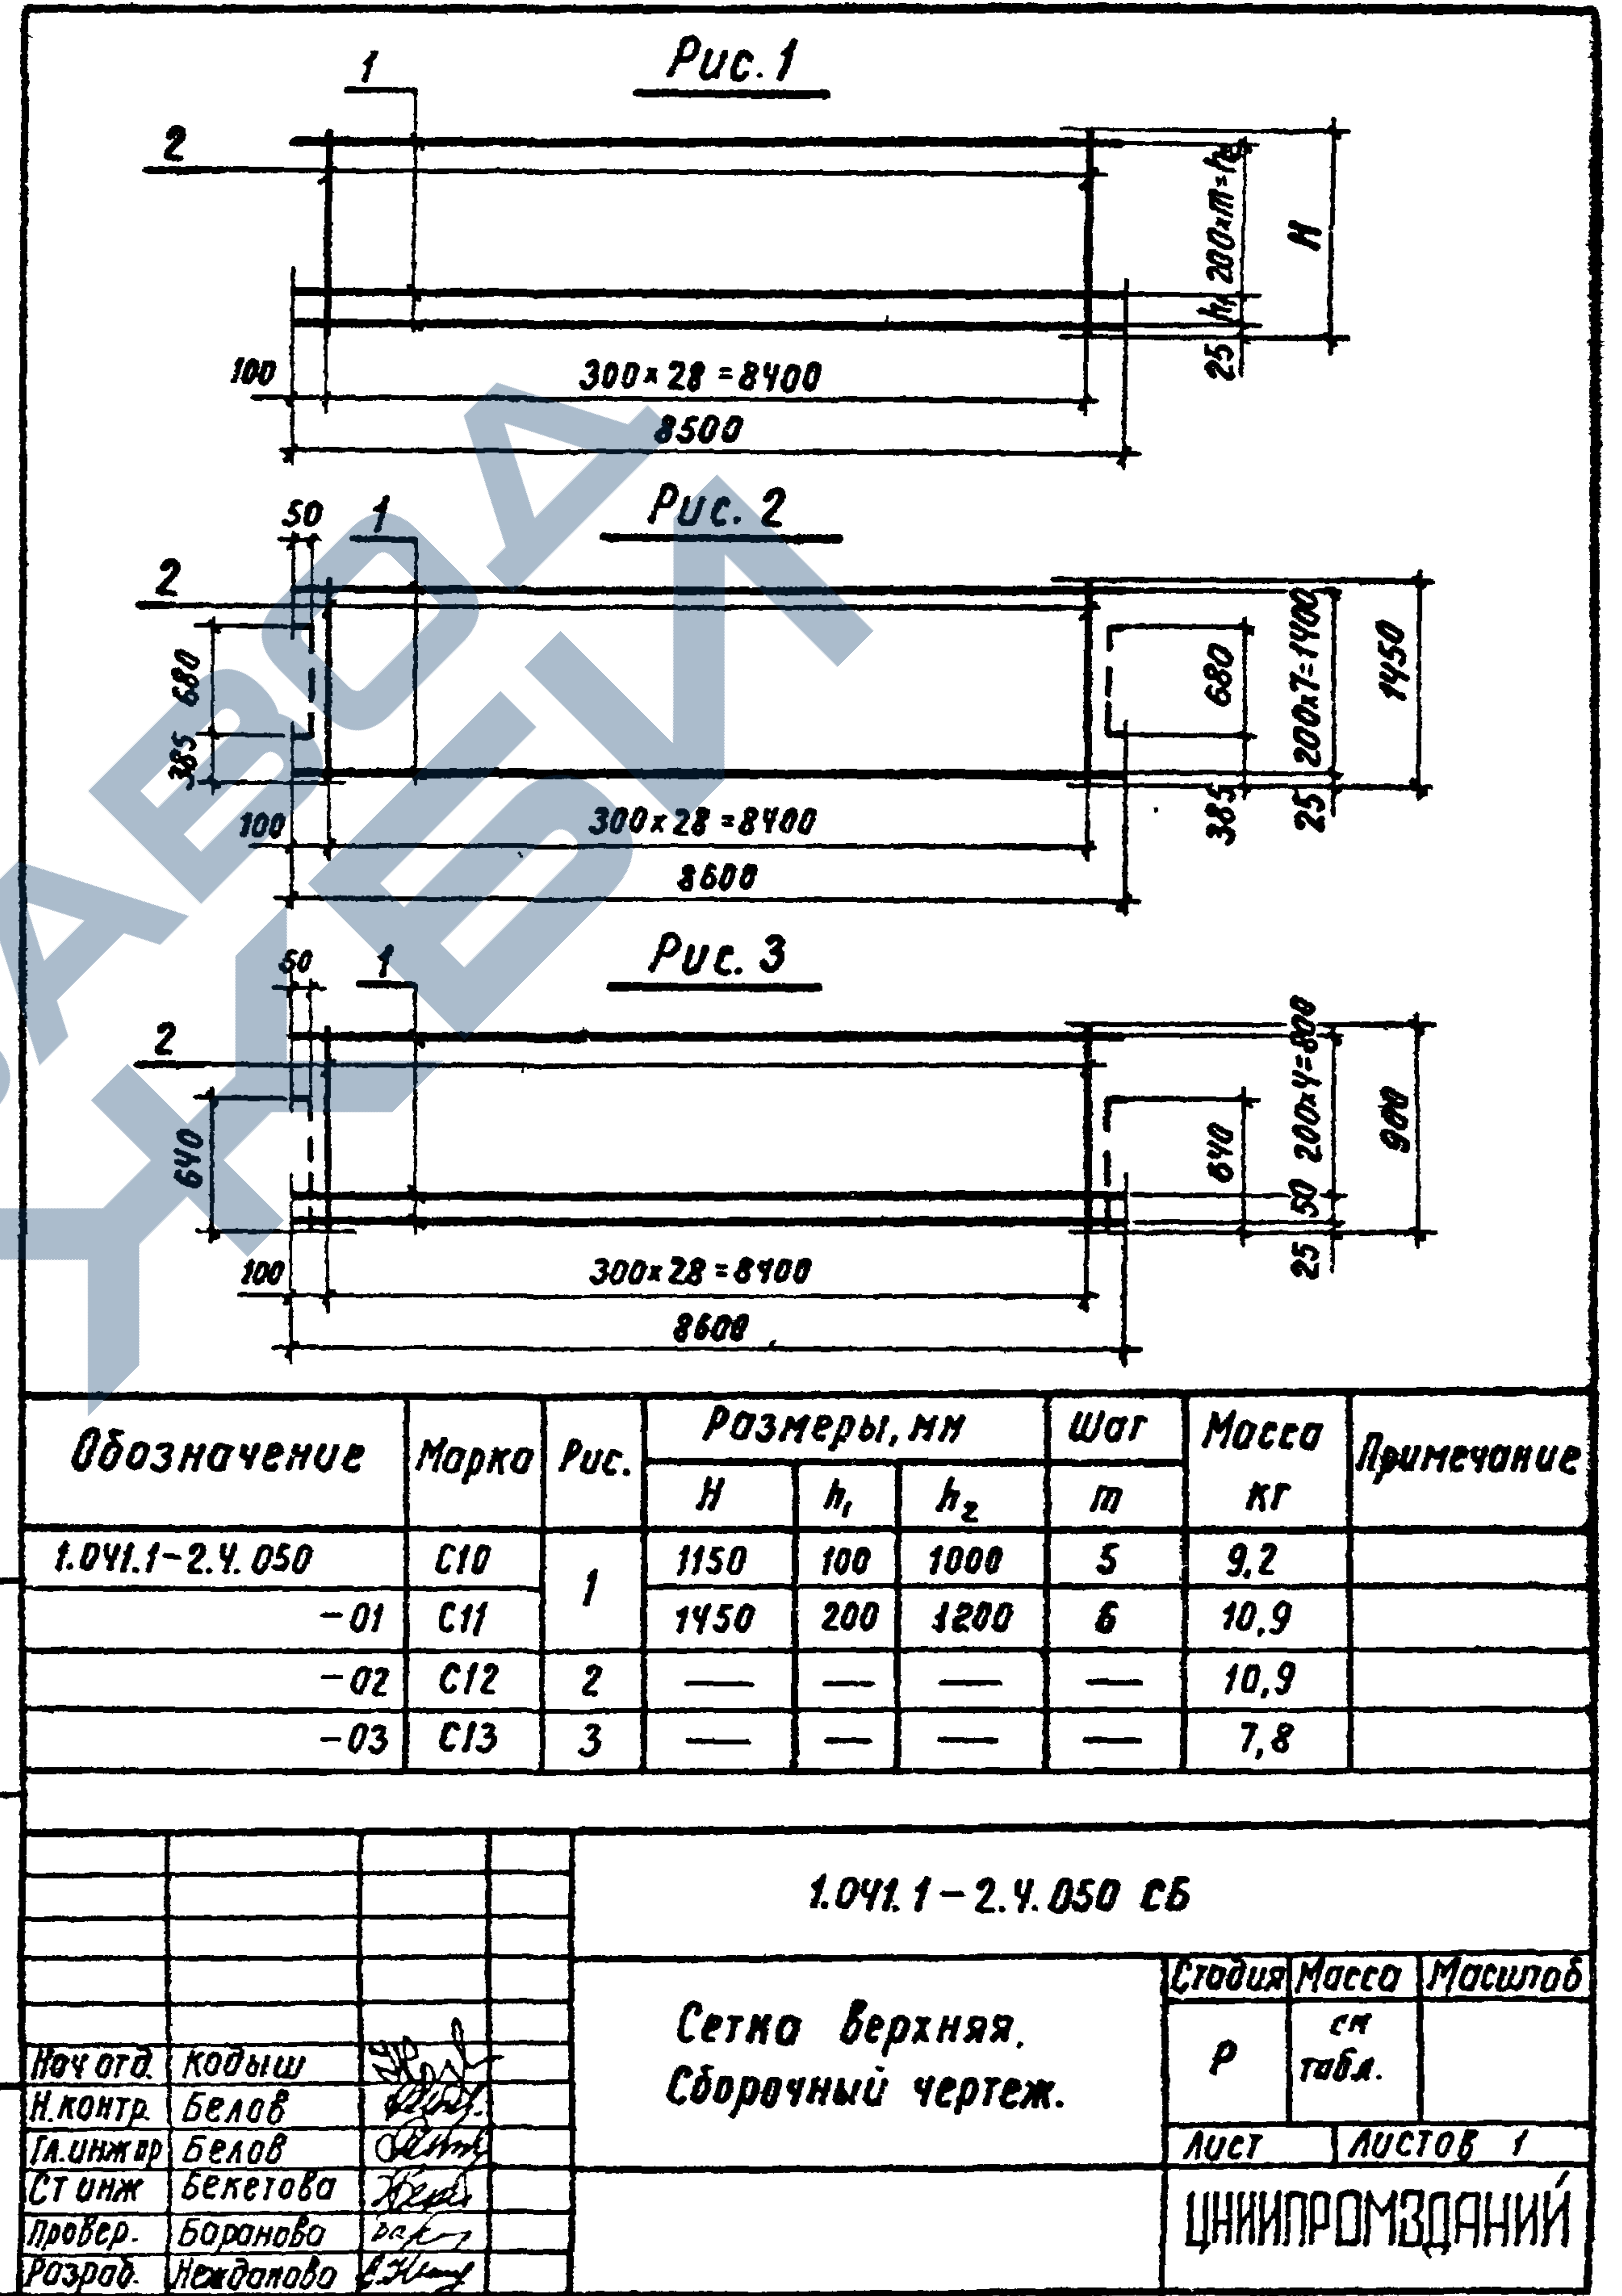 Рис. 1
1
2
200×m=h2
H
h1
25
100
300×28=8400
8500
Рис. 2
50
1
2
680
385
680
385
200×7=1400
25
1450
100
300×28=8400
8600
Рис. 3
50
1
2
640
640
200×4=800
50
25
900
100
300×28=8400
8600
Обозначение Марка Рис. Размеры, мм Шаг Масса кг Примечание
H h1 h2 m
1.041.1-2.4.050 С10 1 1150 100 1000 5 9,2
-01 С11 1450 200 1200 6 10,9
-02 С12 2 — — — — 10,9
-03 С13 3 — — — — 7,8
1.041.1-2.4.050 СБ
Сетка верхняя.
Сборочный чертеж.
Стадия Масса Масштаб
Р см табл.
Лист Листов 1
ЦНИИПРОМЗДАНИЙ
Нач отд. Кодыш
Н.контр. Белов
Гл.инж пр Белов
Ст инж Бекетова
Провер. Баранова
Разраб. Нежданова
ЗАВОД
ЖБИ